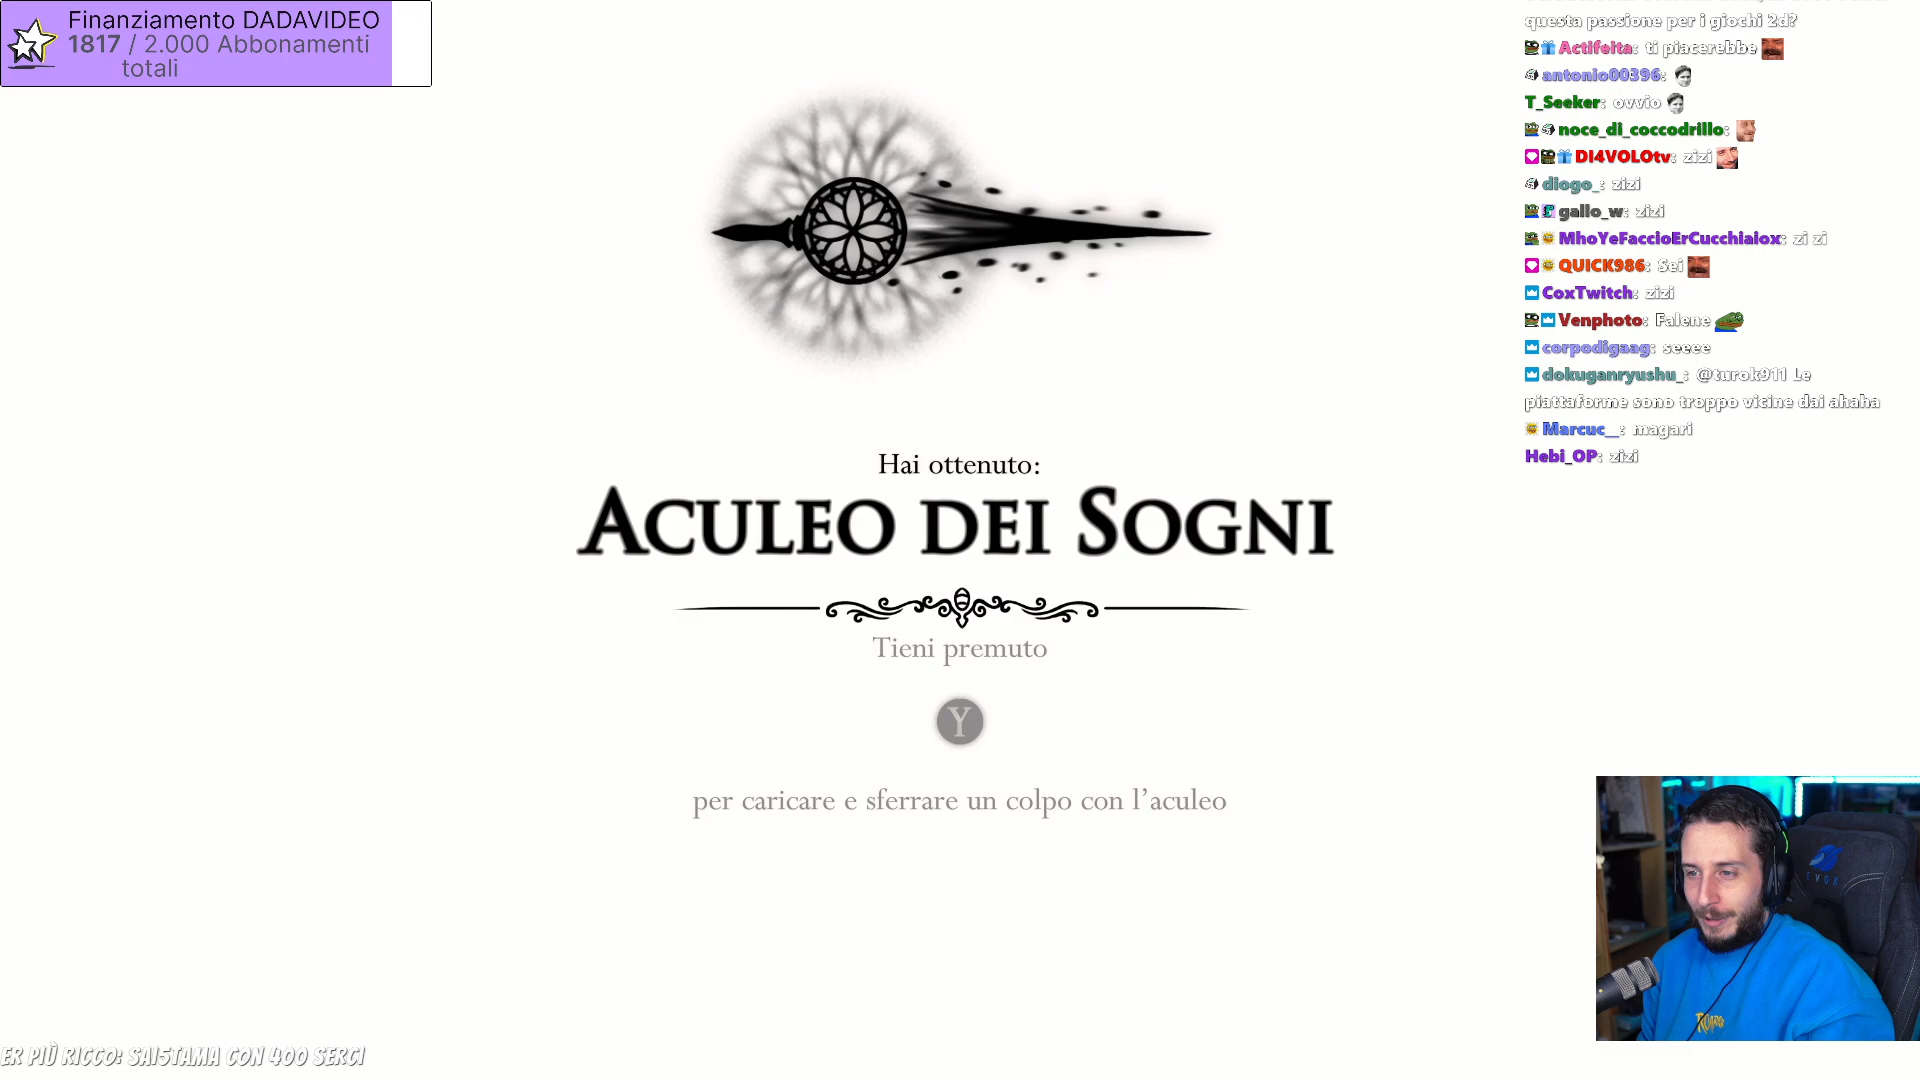 Finanziamento DADAVIDEO
1817 / 2.000 Abbonamenti
totali
questa passione per i giochi 2d?
Actifeita: ti piacerebbe
antonio00396:
T_Seeker: ovvio
noce_di_coccodrillo:
DI4VOLOtv: zizi
diogo_: zizi
gallo_w: zizi
MhoYeFaccioErCucchiaiox: zi zi
QUICK986: Sei
CoxTwitch: zizi
Venphoto: Falene
corpodigaag: seeee
dokuganryushu_: @turok911 Le
piattaforme sono troppo vicine dai ahaha
Marcuc__: magari
Hebi_OP: zizi
Hai ottenuto:
ACULEO DEI SOGNI
Tieni premuto
Y
per caricare e sferrare un colpo con l'aculeo
EVOX
ER PIÙ RICCO: SAI5TAMA CON 400 SERCI